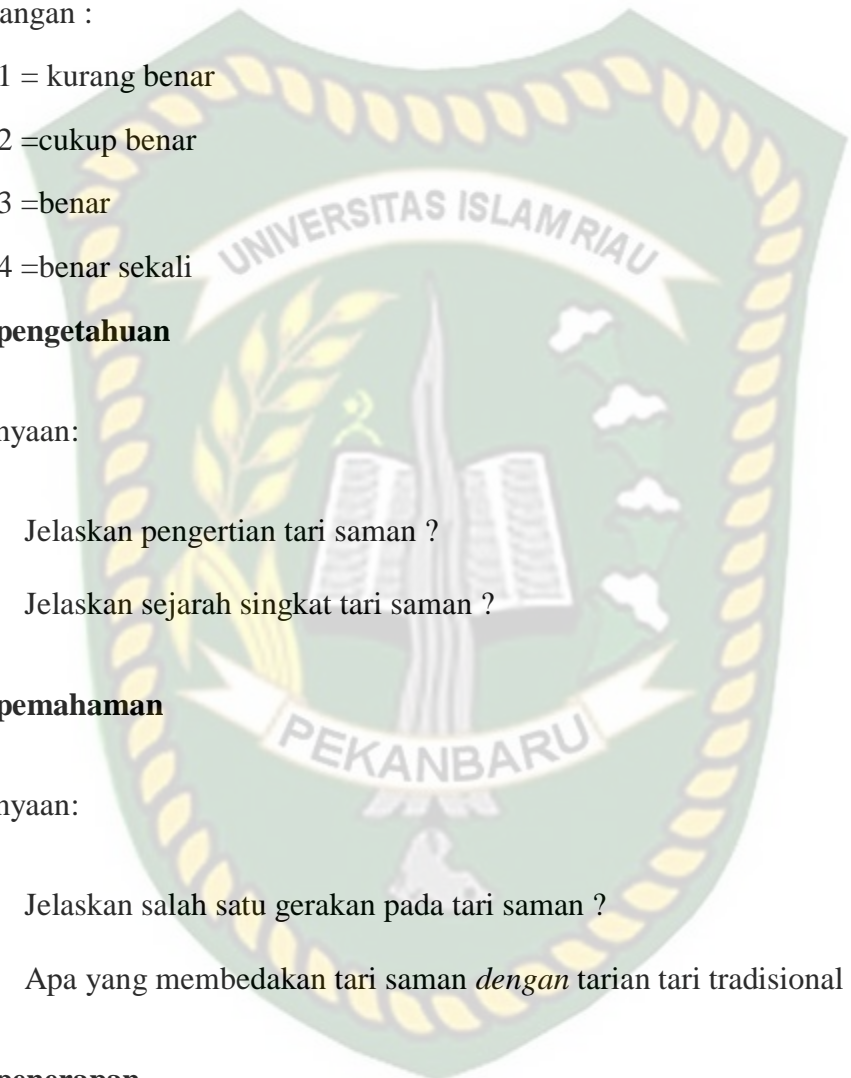 angan :
1 = kurang benar
2 =cukup benar
3 =benar
4 =benar sekali
UNIVERSITAS ISLAM RIAU
pengetahuan
nyaan:
Jelaskan pengertian tari saman ?
Jelaskan sejarah singkat tari saman ?
pemahaman
PEKANBARU
nyaan:
Jelaskan salah satu gerakan pada tari saman ?
Apa yang membedakan tari saman dengan tarian tari tradisional
penerapan